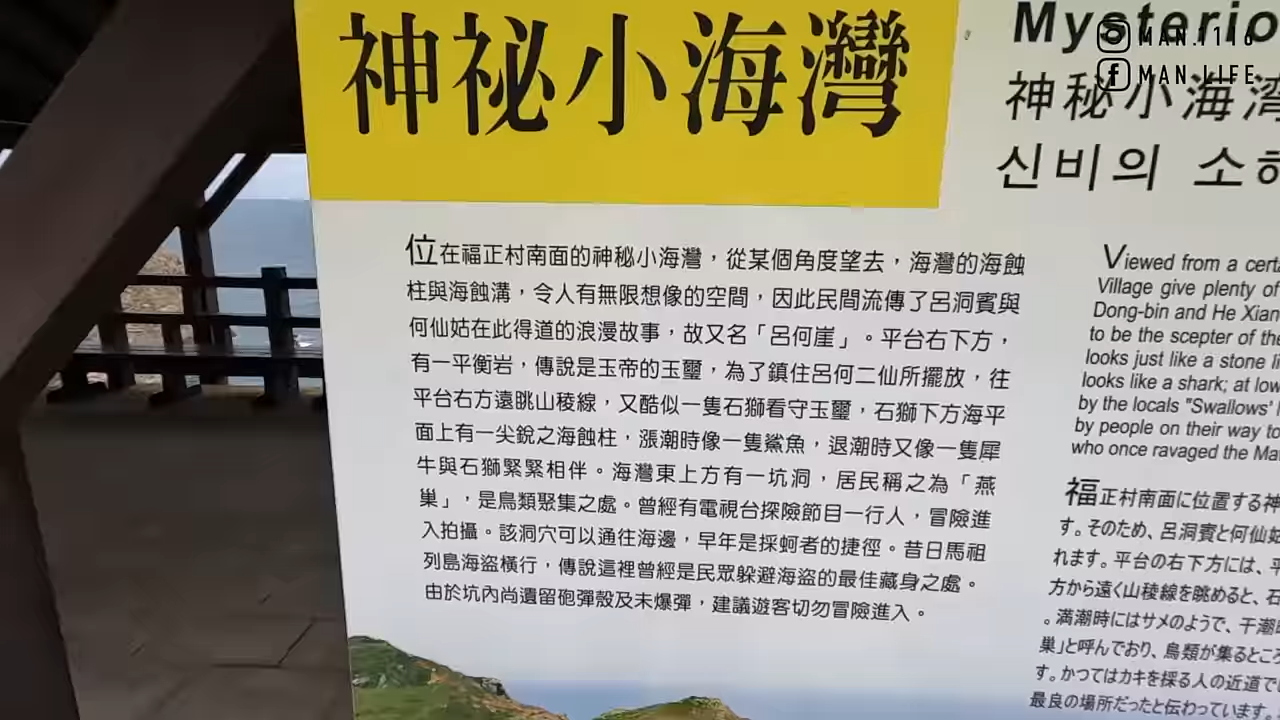 神祕小海灣
位在福正村南面的神秘小海灣，從某個角度望去，海灣的海蝕
柱與海蝕溝，令人有無限想像的空間，因此民間流傳了呂洞賓與
何仙姑在此得道的浪漫故事，故又名「呂何崖」。平台右下方，
有一平衡岩，傳說是玉帝的玉璽，為了鎮住呂何二仙所擺放，往
平台右方遠眺山稜線，又酷似一隻石獅看守玉璽，石獅下方海平
面上有一尖銳之海蝕柱，漲潮時像一隻鯊魚，退潮時又像一隻犀
牛與石獅緊緊相伴。海灣東上方有一坑洞，居民稱之為「燕
巢」，是鳥類聚集之處。曾經有電視台探險節目一行人，冒險進
入拍攝。該洞穴可以通往海邊，早年是採蚵者的捷徑。昔日馬祖
列島海盜橫行，傳說這裡曾經是民眾躲避海盜的最佳藏身之處。
由於坑內尚遺留砲彈殼及未爆彈，建議遊客切勿冒險進入。
Mysterio
神秘小海湾
신비의 소해
MAN.1116
MAN.LIFE
Viewed from a certa
Village give plenty of
Dong-bin and He Xian
to be the scepter of the
looks just like a stone li
looks like a shark; at low
by the locals "Swallows'
by people on their way to
who once ravaged the Ma
福正村南面に位置する神
す。そのため、呂洞賓と何仙姑
れます。平台の右下方には、平
方から遠く山稜線を眺めると、石
。満潮時にはサメのようで、干潮時
巣」と呼んでおり、鳥類が集るところ
す。かつてはカキを採る人の近道で
最良の場所だったと伝わっています。